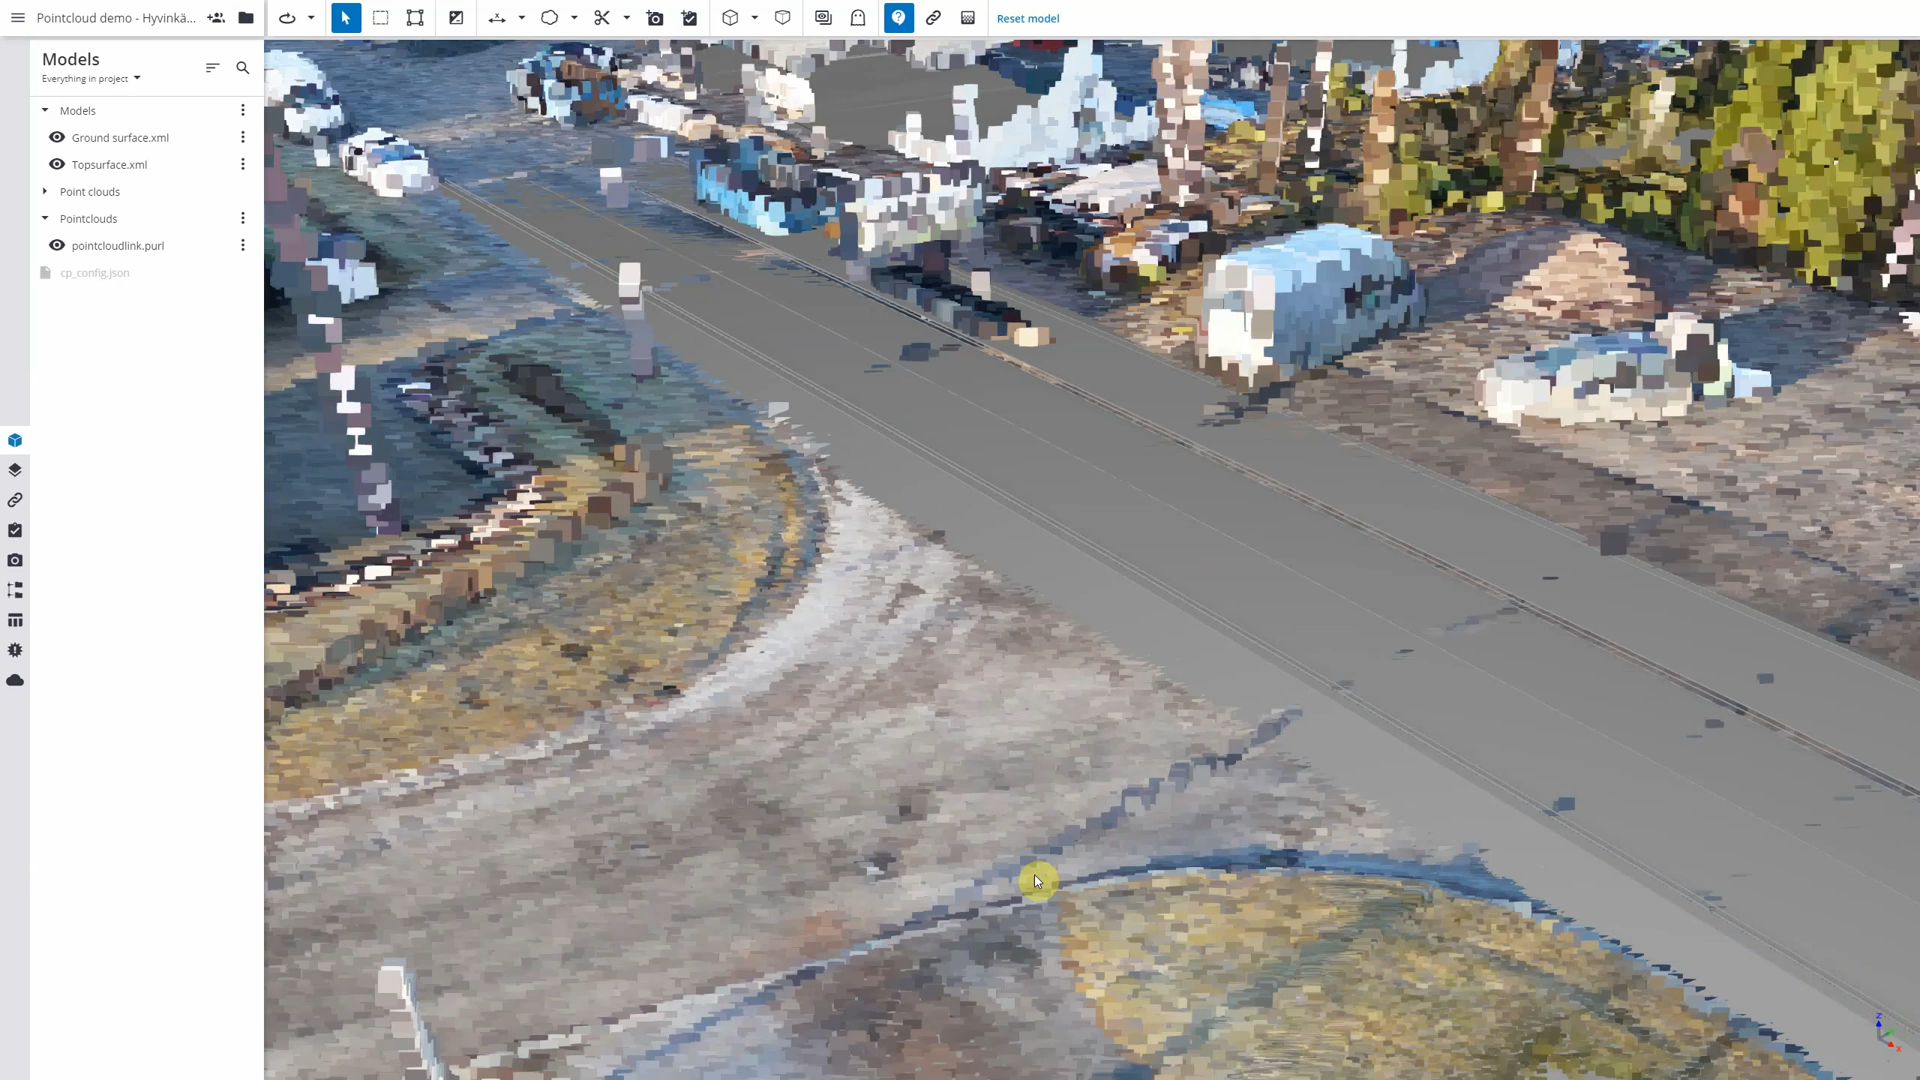 Pointcloud demo - Hyvinkä...
Reset model
Models
Everything in project
Models
Ground surface.xml
Topsurface.xml
Point clouds
Pointclouds
pointcloudlink.purl
cp_config.json
Z
X